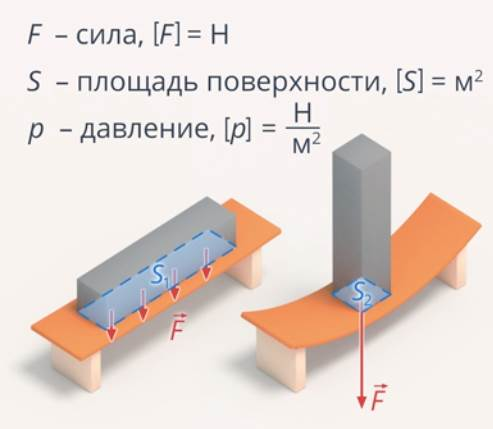 F – сила, [F] = Н
S – площадь поверхности, [S] = м²
p – давление, [p] = Н/м²
S₁
F⃗
S₂
F⃗